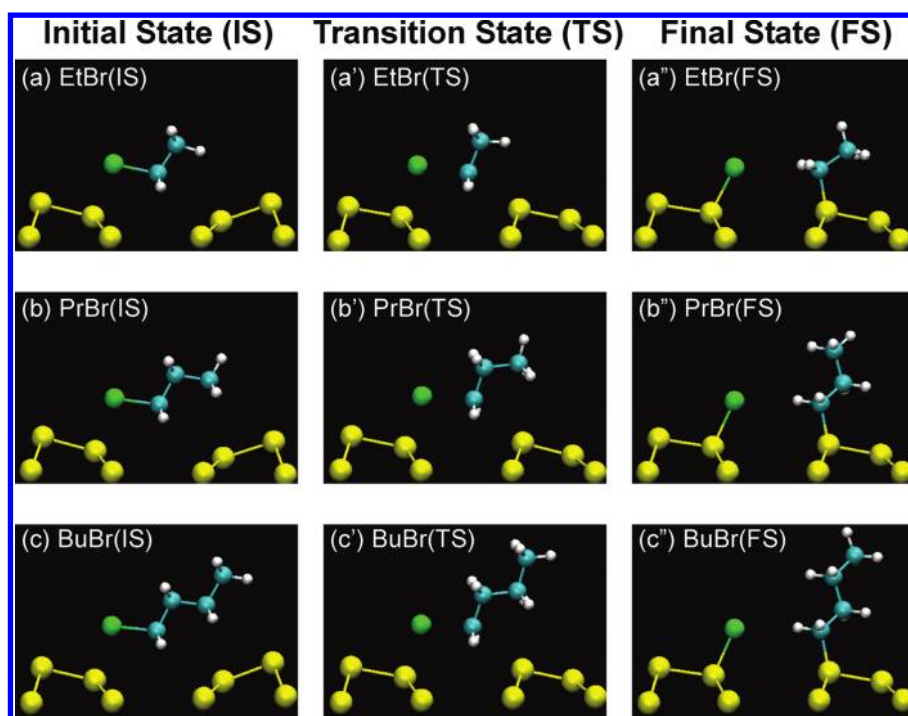 Initial State (IS) Transition State (TS) Final State (FS)
(a) EtBr(IS) (a') EtBr(TS) (a") EtBr(FS)
(b) PrBr(IS) (b') PrBr(TS) (b") PrBr(FS)
(c) BuBr(IS) (c') BuBr(TS) (c") BuBr(FS)